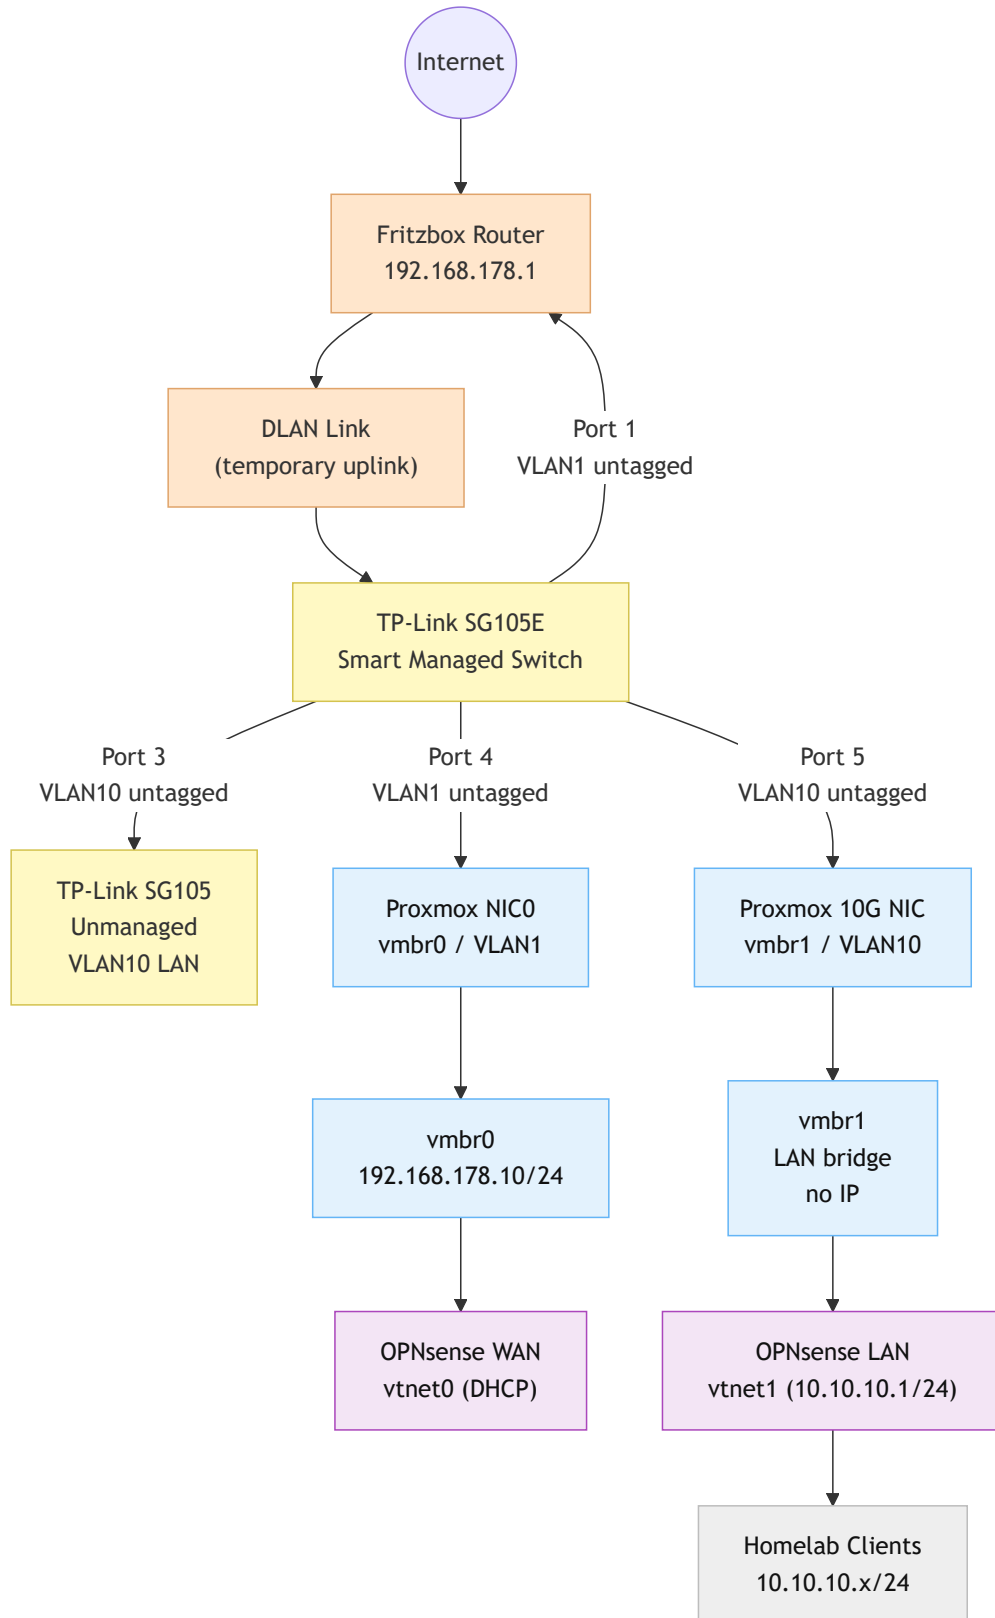 Internet
Fritzbox Router
192.168.178.1
DLAN Link
(temporary uplink)
Port 1
VLAN1 untagged
TP-Link SG105E
Smart Managed Switch
Port 3
VLAN10 untagged
Port 4
VLAN1 untagged
Port 5
VLAN10 untagged
TP-Link SG105
Unmanaged
VLAN10 LAN
Proxmox NIC0
vmbr0 / VLAN1
Proxmox 10G NIC
vmbr1 / VLAN10
vmbr0
192.168.178.10/24
vmbr1
LAN bridge
no IP
OPNsense WAN
vtnet0 (DHCP)
OPNsense LAN
vtnet1 (10.10.10.1/24)
Homelab Clients
10.10.10.x/24